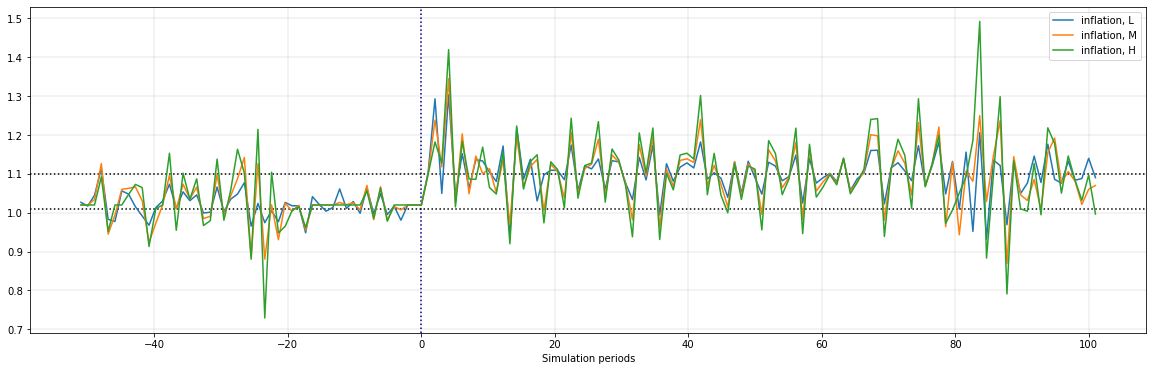 1.5
1.4
1.3
1.2
1.1
1.0
0.9
0.8
0.7
inflation, L
inflation, M
inflation, H
−40 −20 0 20 40 60 80 100
Simulation periods